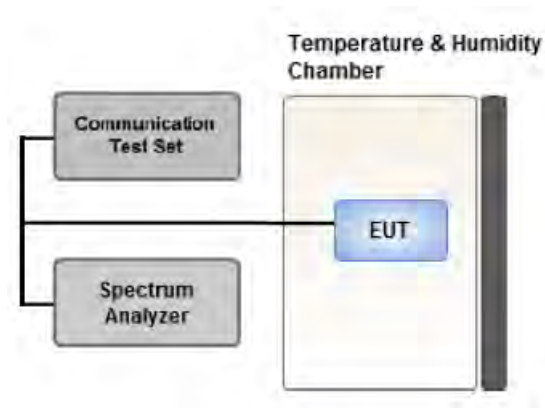 Temperature & Humidity
Chamber
Communication
Test Set
EUT
Spectrum
Analyzer